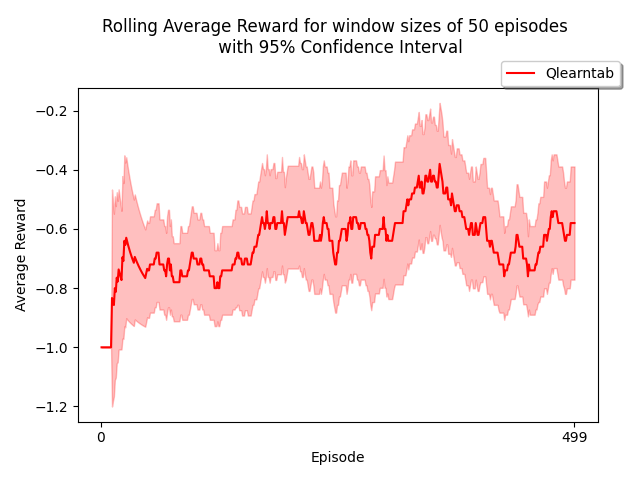 Rolling Average Reward for window sizes of 50 episodes
with 95% Confidence Interval
Qlearntab
Average Reward
−0.2
−0.4
−0.6
−0.8
−1.0
−1.2
0
499
Episode